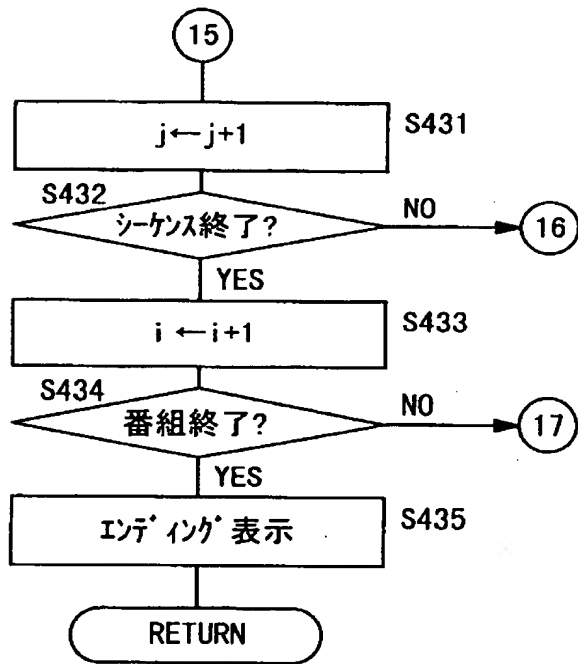 15
j←j+1
S431
S432
シーケンス終了?
NO
16
YES
i←i+1
S433
S434
番組終了?
NO
17
YES
エンディング表示
S435
RETURN